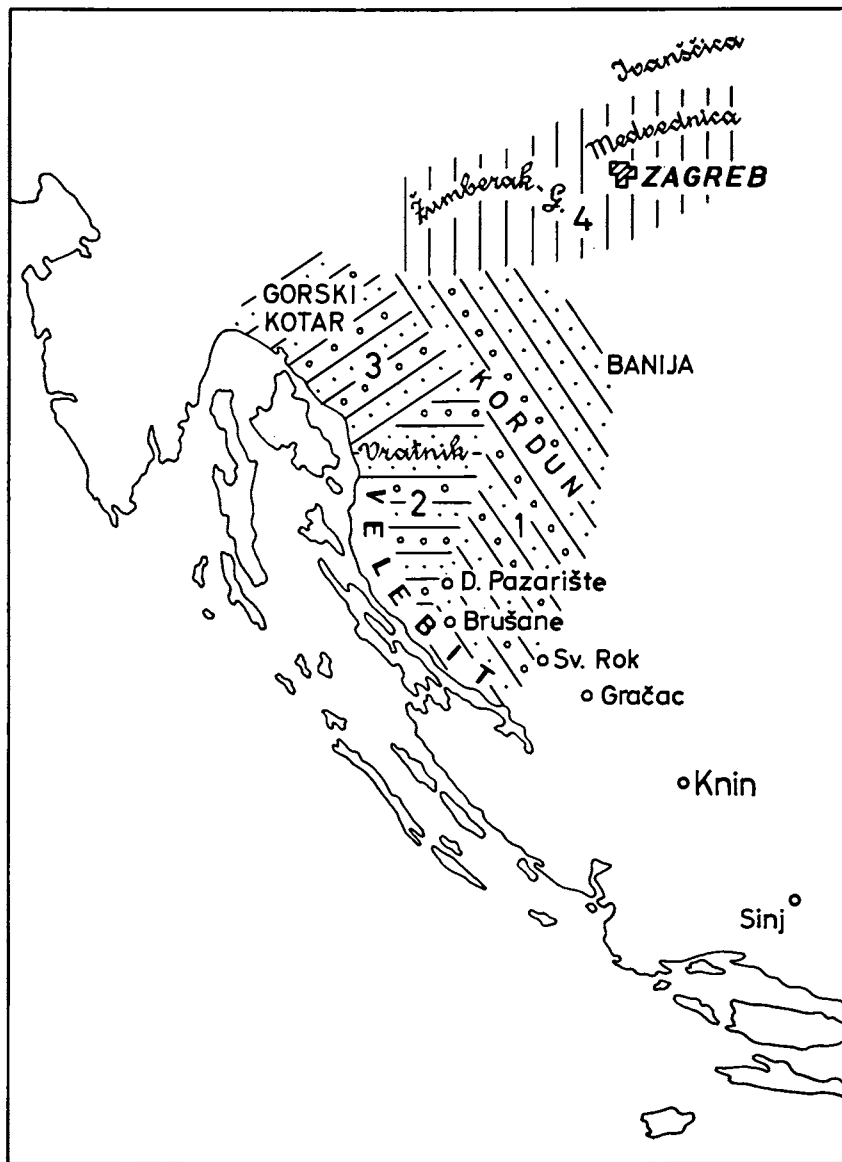 Ivanščica
Medvednica
ZAGREB
Žumberak-G.
4
GORSKI
KOTAR
3
BANIJA
KORDUN
-Vratnik-
2
1
VELEBIT
D. Pazarište
Brušane
Sv. Rok
Gračac
Knin
Sinj